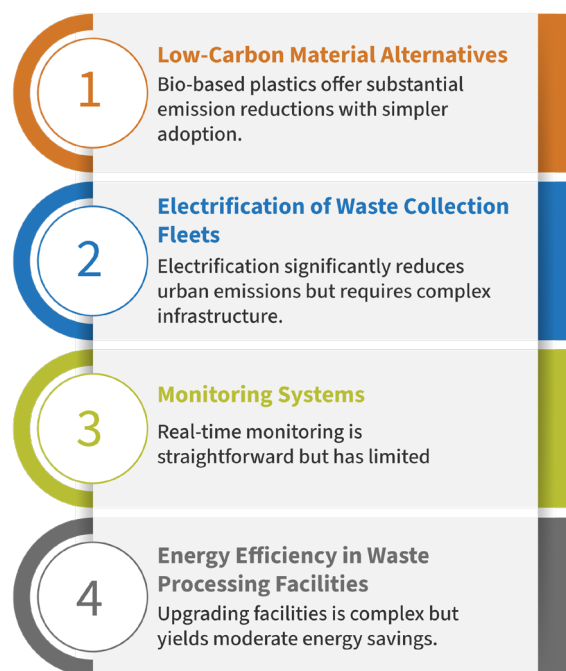 1
Low-Carbon Material Alternatives
Bio-based plastics offer substantial
emission reductions with simpler
adoption.
2
Electrification of Waste Collection
Fleets
Electrification significantly reduces
urban emissions but requires complex
infrastructure.
3
Monitoring Systems
Real-time monitoring is
straightforward but has limited
4
Energy Efficiency in Waste
Processing Facilities
Upgrading facilities is complex but
yields moderate energy savings.